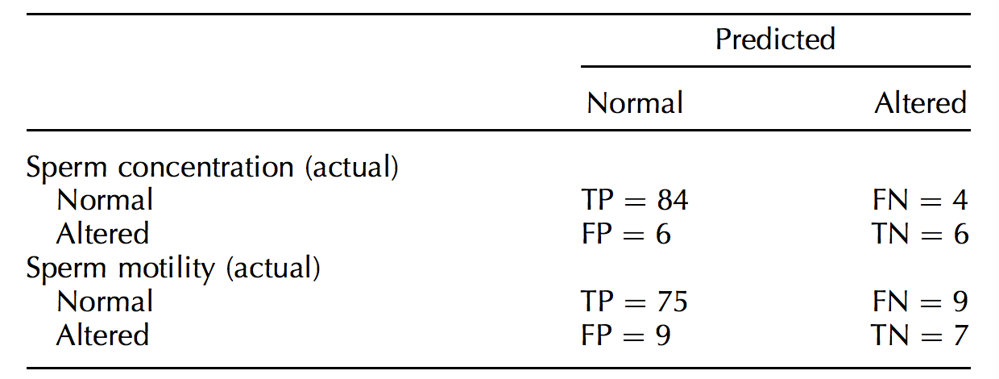 Predicted
Normal Altered
Sperm concentration (actual)
Normal TP = 84 FN = 4
Altered FP = 6 TN = 6
Sperm motility (actual)
Normal TP = 75 FN = 9
Altered FP = 9 TN = 7